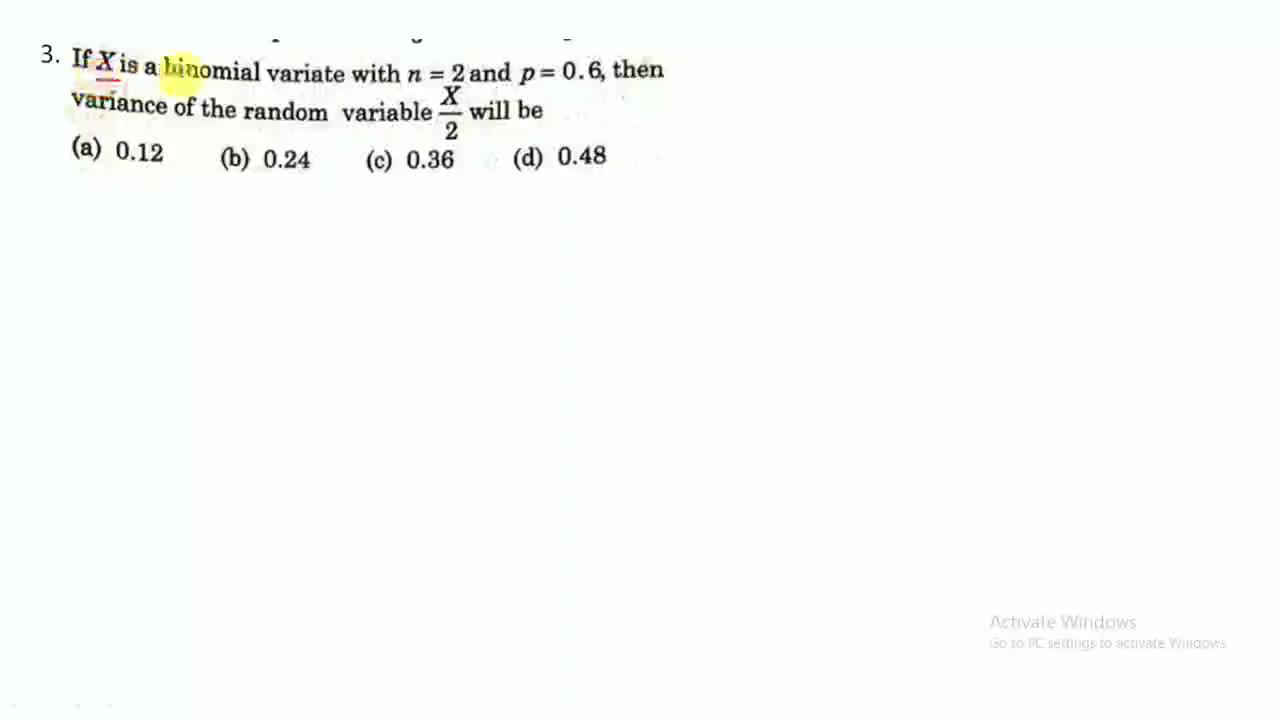 3. If X is a binomial variate with n = 2 and p = 0.6, then
variance of the random variable X/2 will be
(a) 0.12 (b) 0.24 (c) 0.36 (d) 0.48
Activate Windows
Go to PC settings to activate Windows